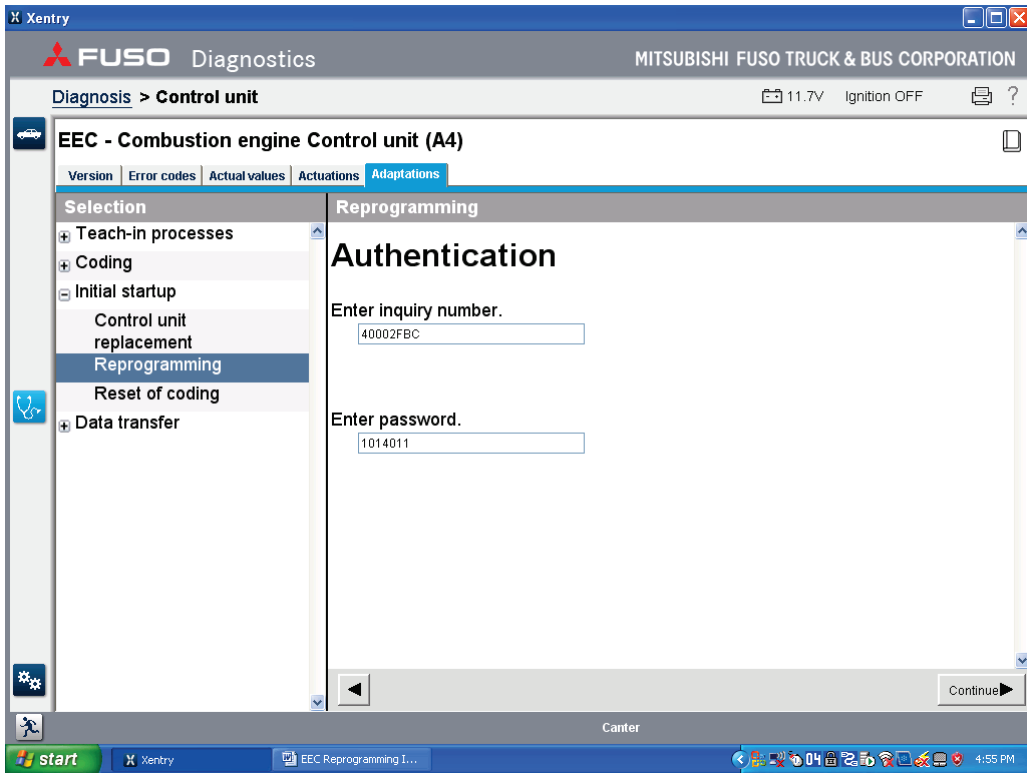 Xentry
FUSO Diagnostics
MITSUBISHI FUSO TRUCK & BUS CORPORATION
Diagnosis > Control unit
11.7V Ignition OFF ?
EEC - Combustion engine Control unit (A4)
Version Error codes Actual values Actuations Adaptations
Selection
Reprogramming
Teach-in processes
Coding
Initial startup
Control unit
replacement
Reprogramming
Reset of coding
Data transfer
Authentication
Enter inquiry number.
40002FBC
Enter password.
1014011
Continue
Canter
start
Xentry
EEC Reprogramming I...
04
4:55 PM